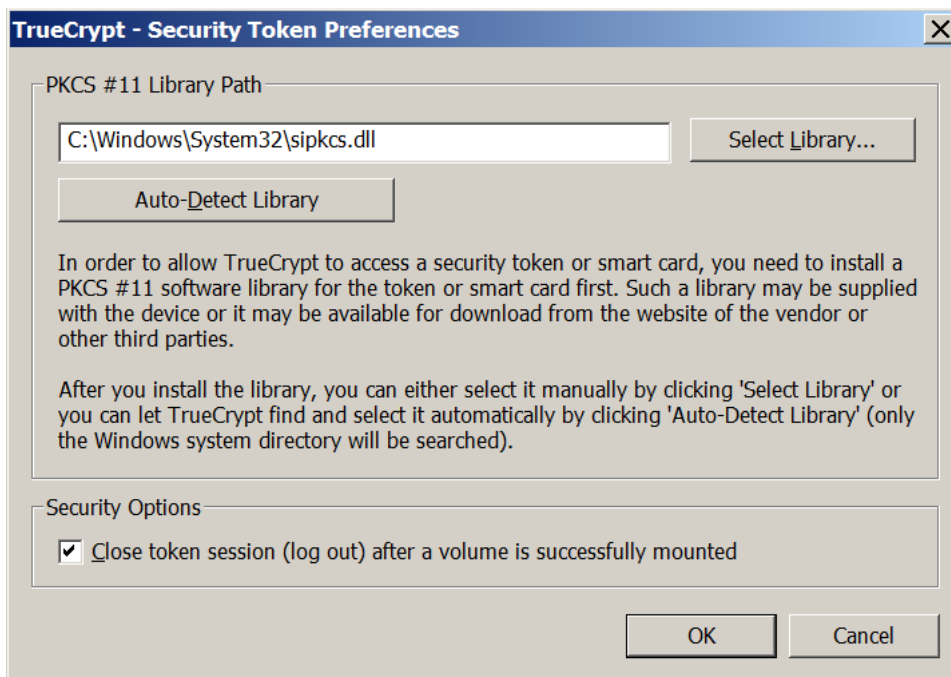 TrueCrypt - Security Token Preferences
PKCS #11 Library Path
C:\Windows\System32\sipkcs.dll
Select Library...
Auto-Detect Library
In order to allow TrueCrypt to access a security token or smart card, you need to install a
PKCS #11 software library for the token or smart card first. Such a library may be supplied
with the device or it may be available for download from the website of the vendor or
other third parties.
After you install the library, you can either select it manually by clicking 'Select Library' or
you can let TrueCrypt find and select it automatically by clicking 'Auto-Detect Library' (only
the Windows system directory will be searched).
Security Options
Close token session (log out) after a volume is successfully mounted
OK
Cancel